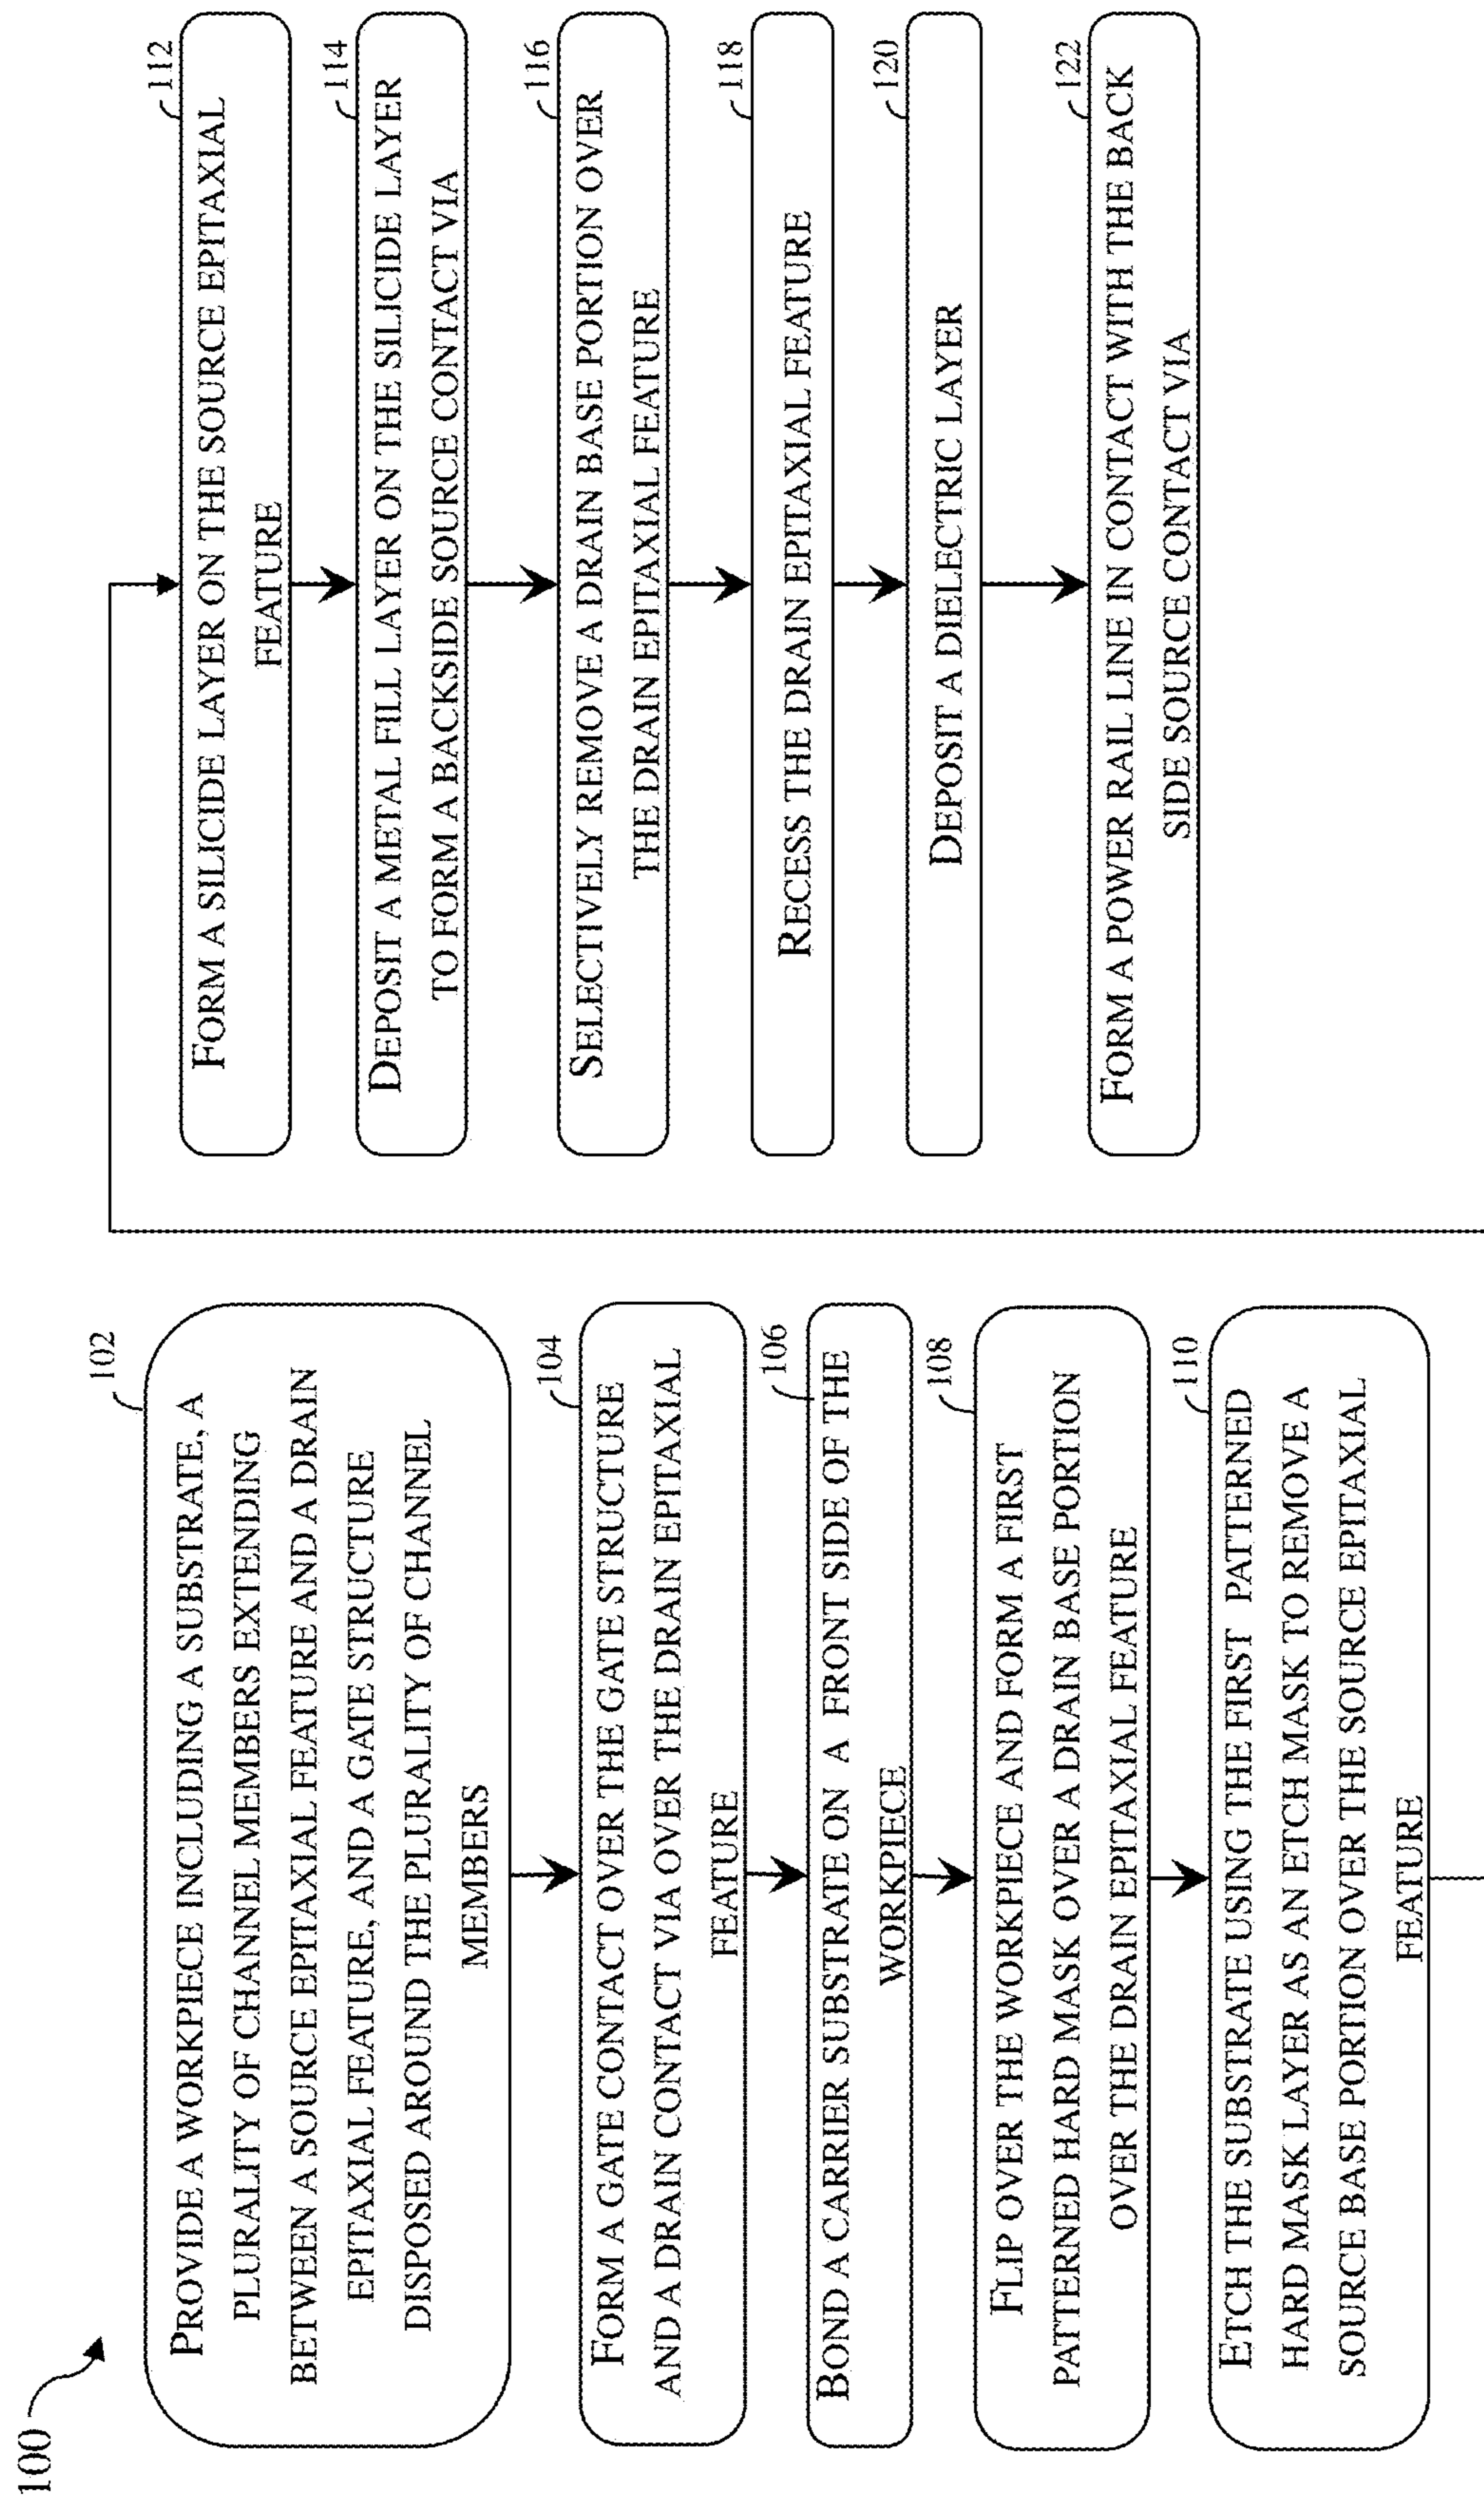 100
102
PROVIDE A WORKPIECE INCLUDING A SUBSTRATE, A
PLURALITY OF CHANNEL MEMBERS EXTENDING
BETWEEN A SOURCE EPITAXIAL FEATURE AND A DRAIN
EPITAXIAL FEATURE, AND A GATE STRUCTURE
DISPOSED AROUND THE PLURALITY OF CHANNEL
MEMBERS
104
FORM A GATE CONTACT OVER THE GATE STRUCTURE
AND A DRAIN CONTACT VIA OVER THE DRAIN EPITAXIAL
FEATURE
106
BOND A CARRIER SUBSTRATE ON A FRONT SIDE OF THE
WORKPIECE
108
FLIP OVER THE WORKPIECE AND FORM A FIRST
PATTERNED HARD MASK OVER A DRAIN BASE PORTION
OVER THE DRAIN EPITAXIAL FEATURE
110
ETCH THE SUBSTRATE USING THE FIRST PATTERNED
HARD MASK LAYER AS AN ETCH MASK TO REMOVE A
SOURCE BASE PORTION OVER THE SOURCE EPITAXIAL
FEATURE
112
FORM A SILICIDE LAYER ON THE SOURCE EPITAXIAL
FEATURE
114
DEPOSIT A METAL FILL LAYER ON THE SILICIDE LAYER
TO FORM A BACKSIDE SOURCE CONTACT VIA
116
SELECTIVELY REMOVE A DRAIN BASE PORTION OVER
THE DRAIN EPITAXIAL FEATURE
118
RECESS THE DRAIN EPITAXIAL FEATURE
120
DEPOSIT A DIELECTRIC LAYER
122
FORM A POWER RAIL LINE IN CONTACT WITH THE BACK
SIDE SOURCE CONTACT VIA